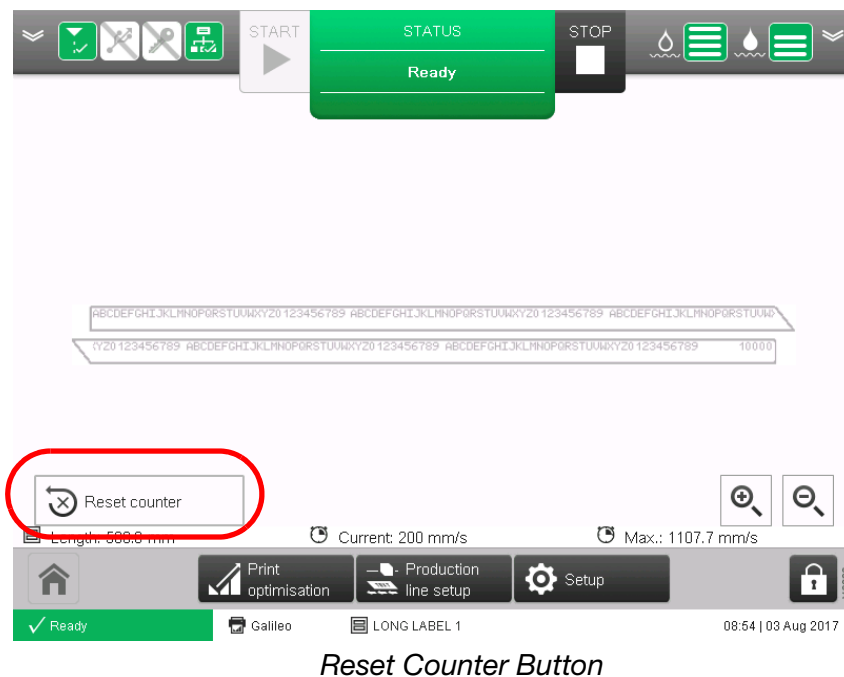 START
STATUS
Ready
STOP
ABCDEFGHIJKLMNOPQRSTUVWXYZ0123456789 ABCDEFGHIJKLMNOPQRSTUVWXYZ0123456789 ABCDEFGHIJKLMNOPQRSTUVW
YZ0123456789 ABCDEFGHIJKLMNOPQRSTUVWXYZ0123456789 ABCDEFGHIJKLMNOPQRSTUVWXYZ0123456789 10000
Reset counter
Length: mm
Current: 200 mm/s
Max.: 1107.7 mm/s
Print
optimisation
Production
line setup
Setup
Ready
Galileo
LONG LABEL 1
08:54 | 03 Aug 2017
Reset Counter Button